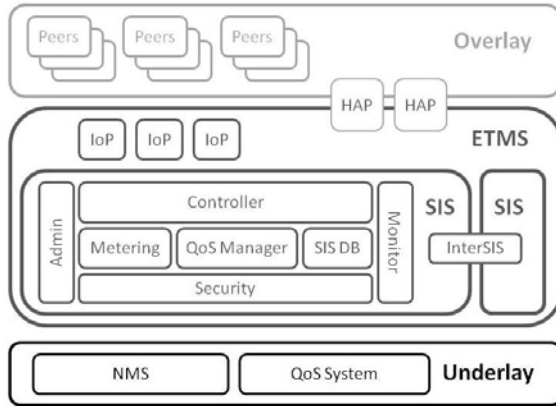 Peers Peers Peers Overlay
HAP HAP
IoP IoP IoP ETMS
Admin Controller Monitor SIS SIS
Metering QoS Manager SIS DB InterSIS
Security
NMS QoS System Underlay